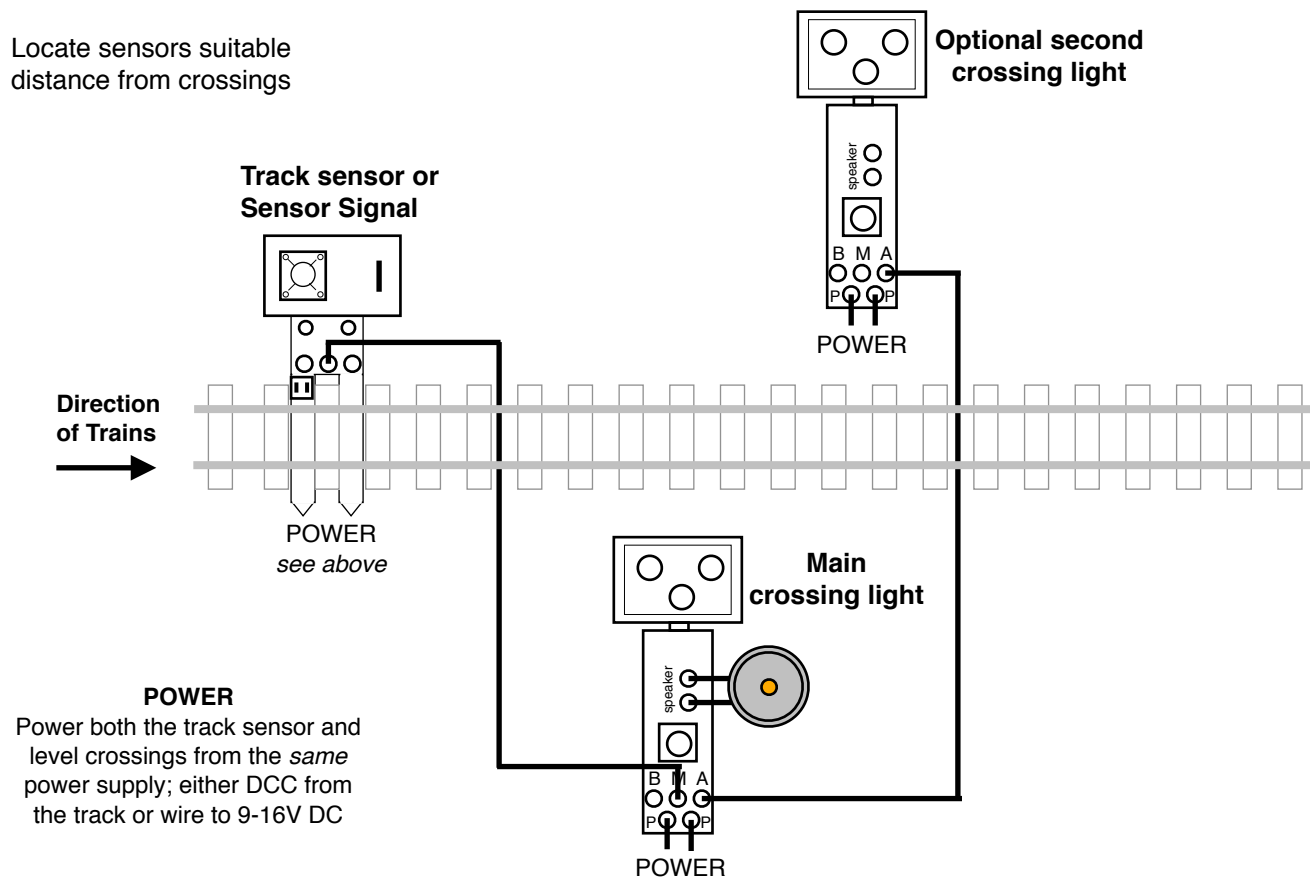 Locate sensors suitable
distance from crossings
Optional second
crossing light
speaker
B M A
P P
POWER
Track sensor or
Sensor Signal
Direction
of Trains
POWER
see above
Main
crossing light
speaker
B M A
P P
POWER
POWER
Power both the track sensor and
level crossings from the same
power supply; either DCC from
the track or wire to 9-16V DC